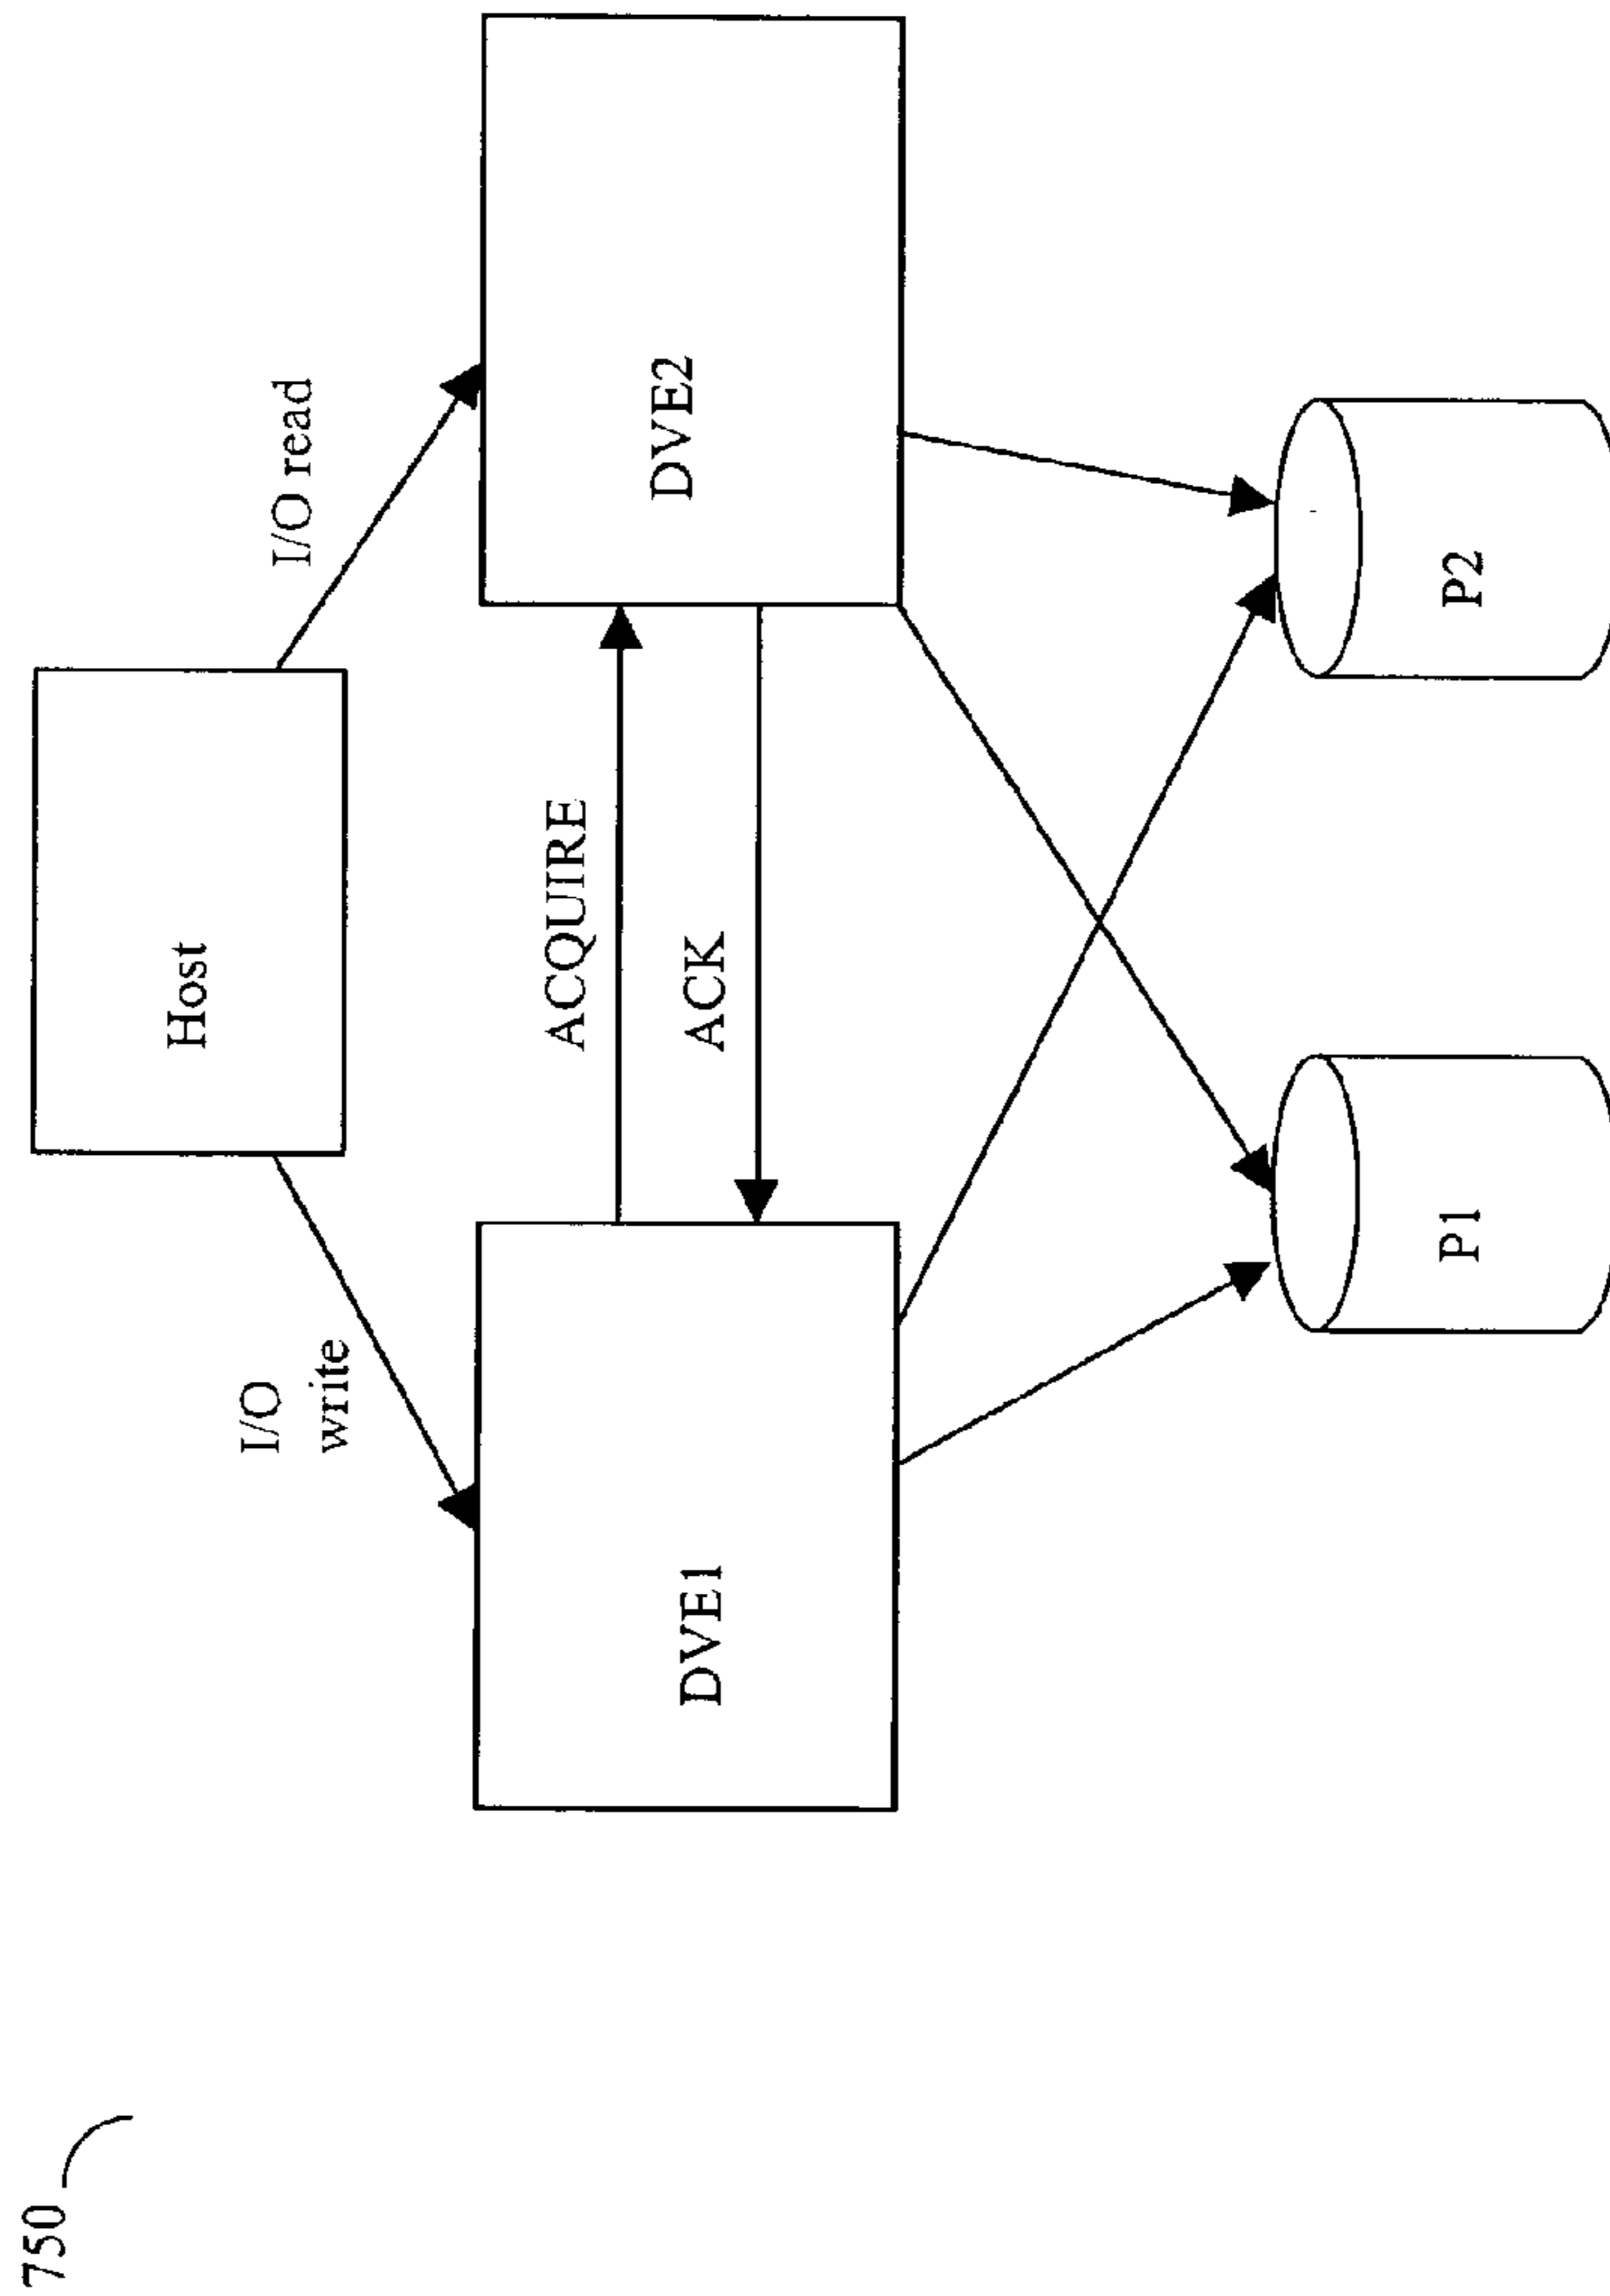 750
Host
I/O
write
I/O read
ACQUIRE
ACK
DVE1
DVE2
P1
P2